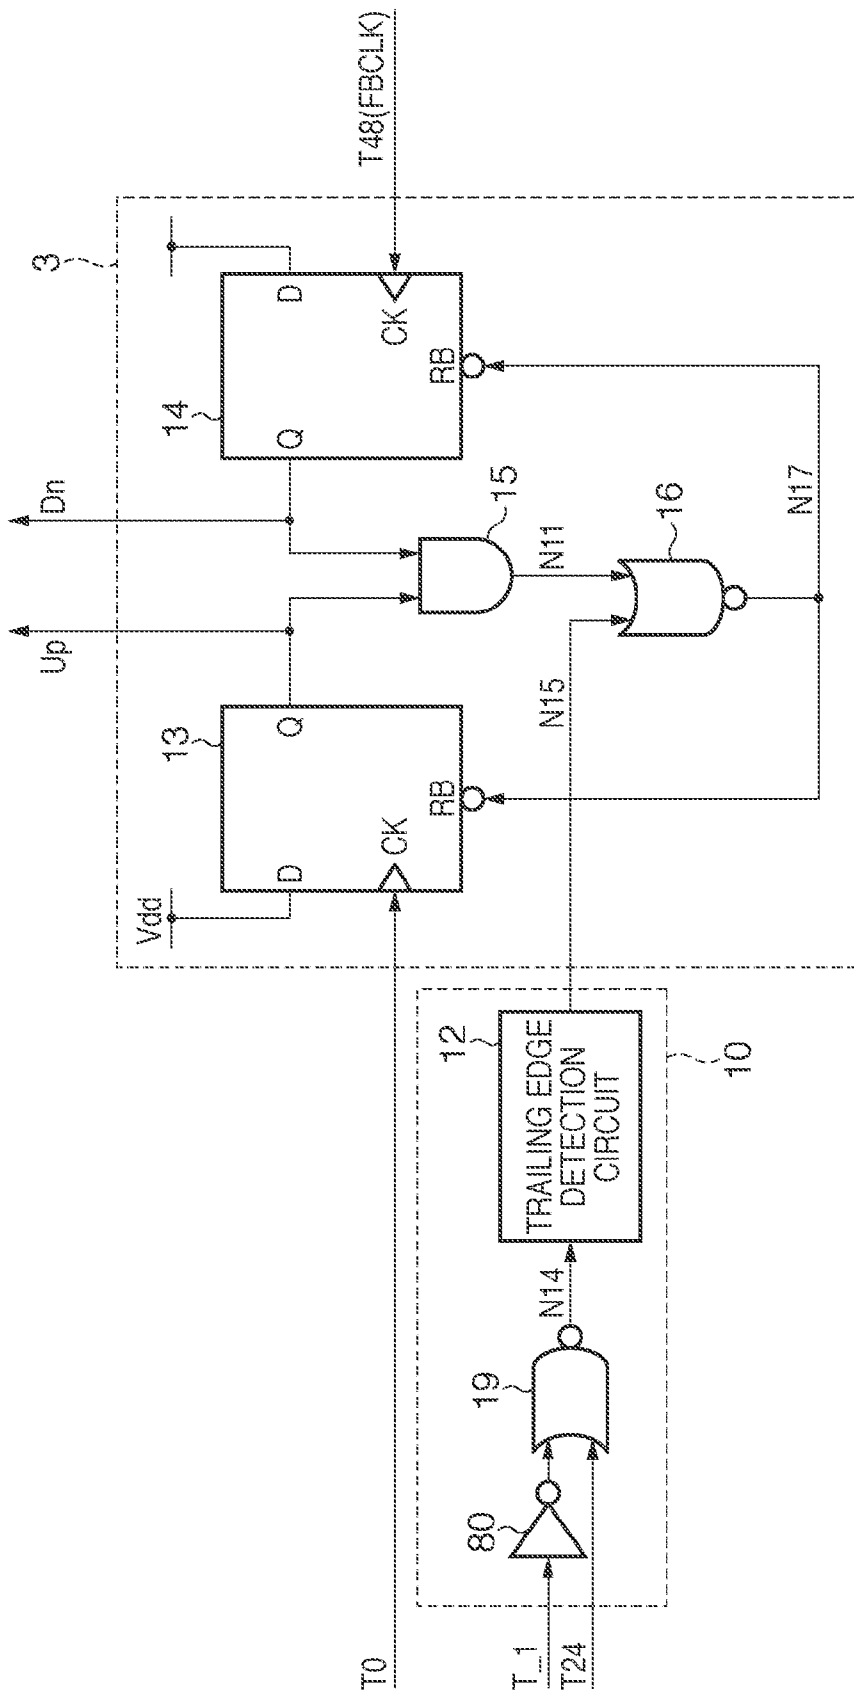 T0
T_1
T24
80
19
N14
12
TRAILING EDGE
DETECTION
CIRCUIT
10
Vdd
D
13
Q
CK
RB
N15
Up
Dn
15
N11
16
N17
14
Q
D
CK
RB
3
T48(FBCLK)